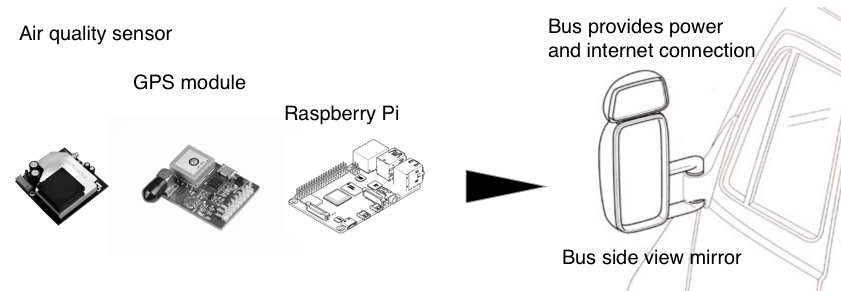 Air quality sensor
GPS module
Raspberry Pi
Bus provides power
and internet connection
Bus side view mirror